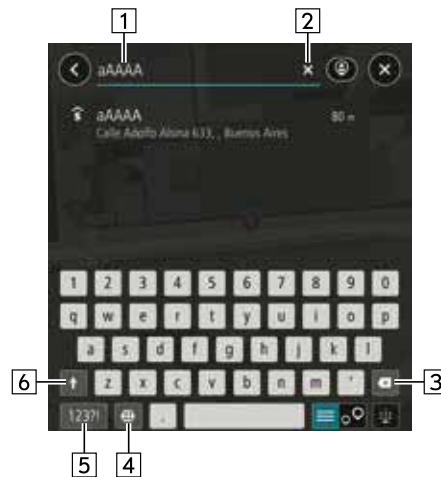 1 2
aAAAA
aAAAA 80 m
Calle Adolfo Alsina 633, , Buenos Aires
1 2 3 4 5 6 7 8 9 0
q w e r t y u i o p
a s d f g h j k l
6 z x c v b n m ' 3
123?! .
5 4